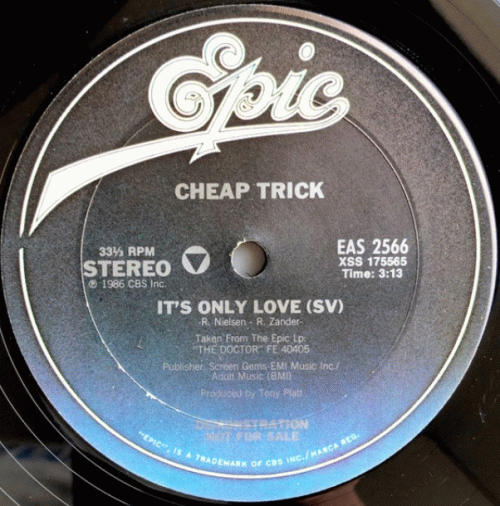 Epic
CHEAP TRICK
33⅓ RPM
STEREO
℗ 1986 CBS Inc.
EAS 2566
XSS 175565
Time: 3:13
IT'S ONLY LOVE (SV)
-R. Nielsen - R. Zander-
Taken From The Epic Lp:
"THE DOCTOR" FE 40405
Publisher: Screen Gems-EMI Music Inc./
Adult Music (BMI)
Produced by Tony Platt
DEMONSTRATION
NOT FOR SALE
"EPIC", IS A TRADEMARK OF CBS INC./MARCA REG.